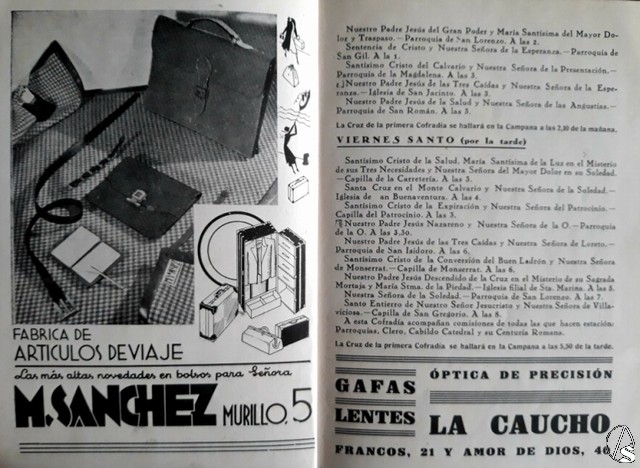 FABRICA DE
ARTICULOS DE VIAJE
Las más altas novedades en bolsos para Señora
M. SANCHEZ MURILLO, 5
Nuestro Padre Jesús del Gran Poder y María Santísima del Mayor Do-
lor y Traspaso.—Parroquia de San Lorenzo. A las 2.
Sentencia de Cristo y Nuestra Señora de la Esperanza.—Parroquia
de San Gil. A la 1.
Santísimo Cristo del Calvario y Nuestra Señora de la Presentación.—
Parroquia de la Magdalena. A las 3.
Nuestro Padre Jesús de las Tres Caídas y Nuestra Señora de la Espe-
ranza.—Iglesia de San Jacinto. A las 3.
Nuestro Padre Jesús de la Salud y Nuestra Señora de las Angustias.—
Parroquia de San Román. A las 3.
La Cruz de la primera Cofradía se hallará en la Campana a las 2,30 de la mañana.
VIERNES SANTO (por la tarde)
Santísimo Cristo de la Salud, María Santísima de la Luz en el Misterio
de sus Tres Necesidades y Nuestra Señora del Mayor Dolor en su Soledad.
—Capilla de la Carretería. A las 3.
Santa Cruz en el Monte Calvario y Nuestra Señora de la Soledad.—
Iglesia de San Buenaventura. A las 4.
Santísimo Cristo de la Expiración y Nuestra Señora del Patrocinio.—
Capilla del Patrocinio. A las 3.
Nuestro Padre Jesús Nazareno y Nuestra Señora de la O.—Parroquia
de la O. A las 3,30.
Nuestro Padre Jesús de las Tres Caídas y Nuestra Señora de Loreto.—
Parroquia de San Isidoro. A las 6.
Santísimo Cristo de la Conversión del Buen Ladrón y Nuestra Señora
de Monserrat.—Capilla de Monserrat. A las 6.
Nuestro Padre Jesús Descendido de la Cruz en el Misterio de su Sagrada
Mortaja y María Stma. de la Piedad.—Iglesia filial de Sta. Marina. A las 5.
Nuestra Señora de la Soledad.—Parroquia de San Lorenzo. A las 7.
Santo Entierro de Nuestro Señor Jesucristo y Nuestra Señora de Villa-
viciosa.—Capilla de San Gregorio. A las 8.
A esta Cofradía acompañan comisiones de todas las que hacen estación:
Parroquias, Clero, Cabildo Catedral y su Centuria Romana.
La Cruz de la primera Cofradía se hallará en la Campana a las 5,30 de la tarde.
GAFAS
LENTES
ÓPTICA DE PRECISIÓN
LA CAUCHO
FRANCOS, 21 Y AMOR DE DIOS, 40